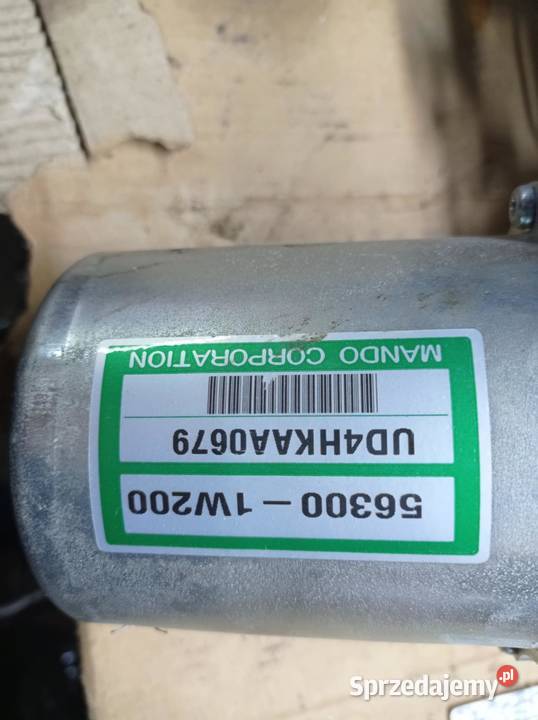 56300-1W200
UD4HKAA0679
MANDO CORPORATION
Sprzedajemy.pl